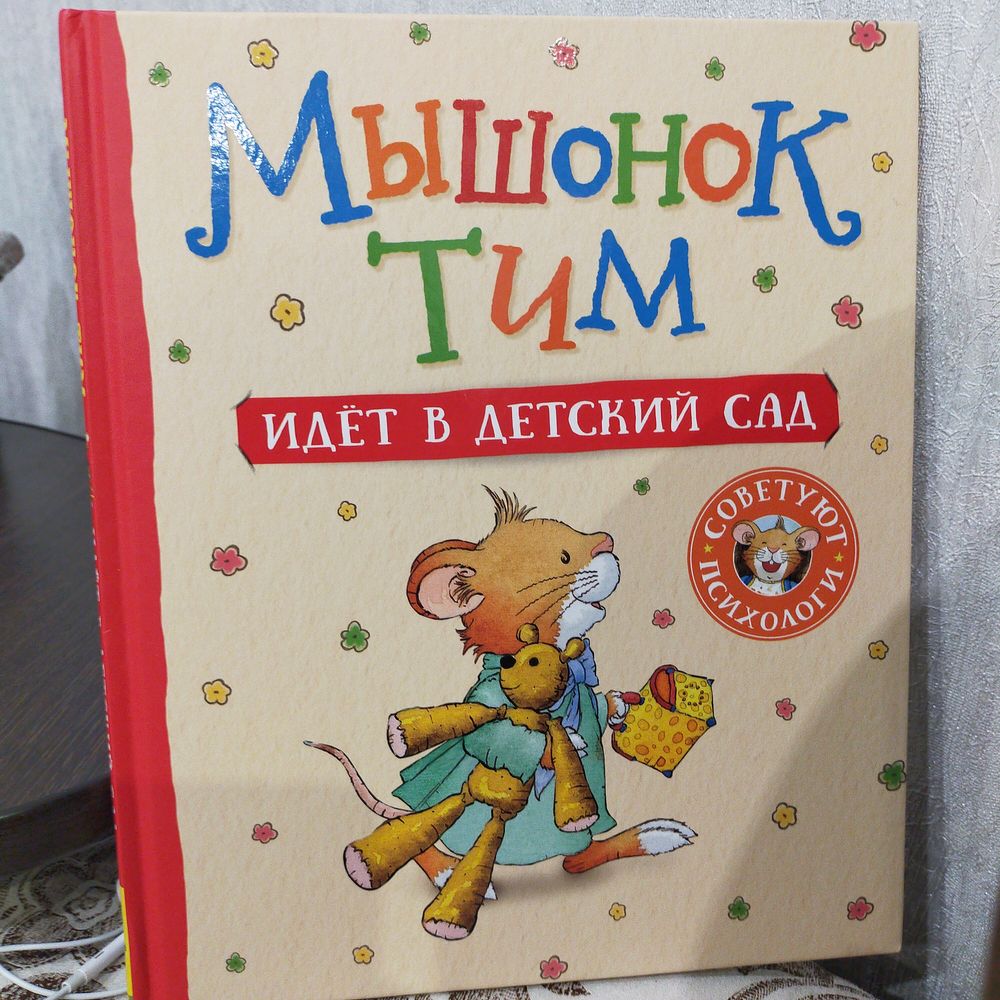 Мышонок
Тим
идёт в детский сад
советуют
психологи